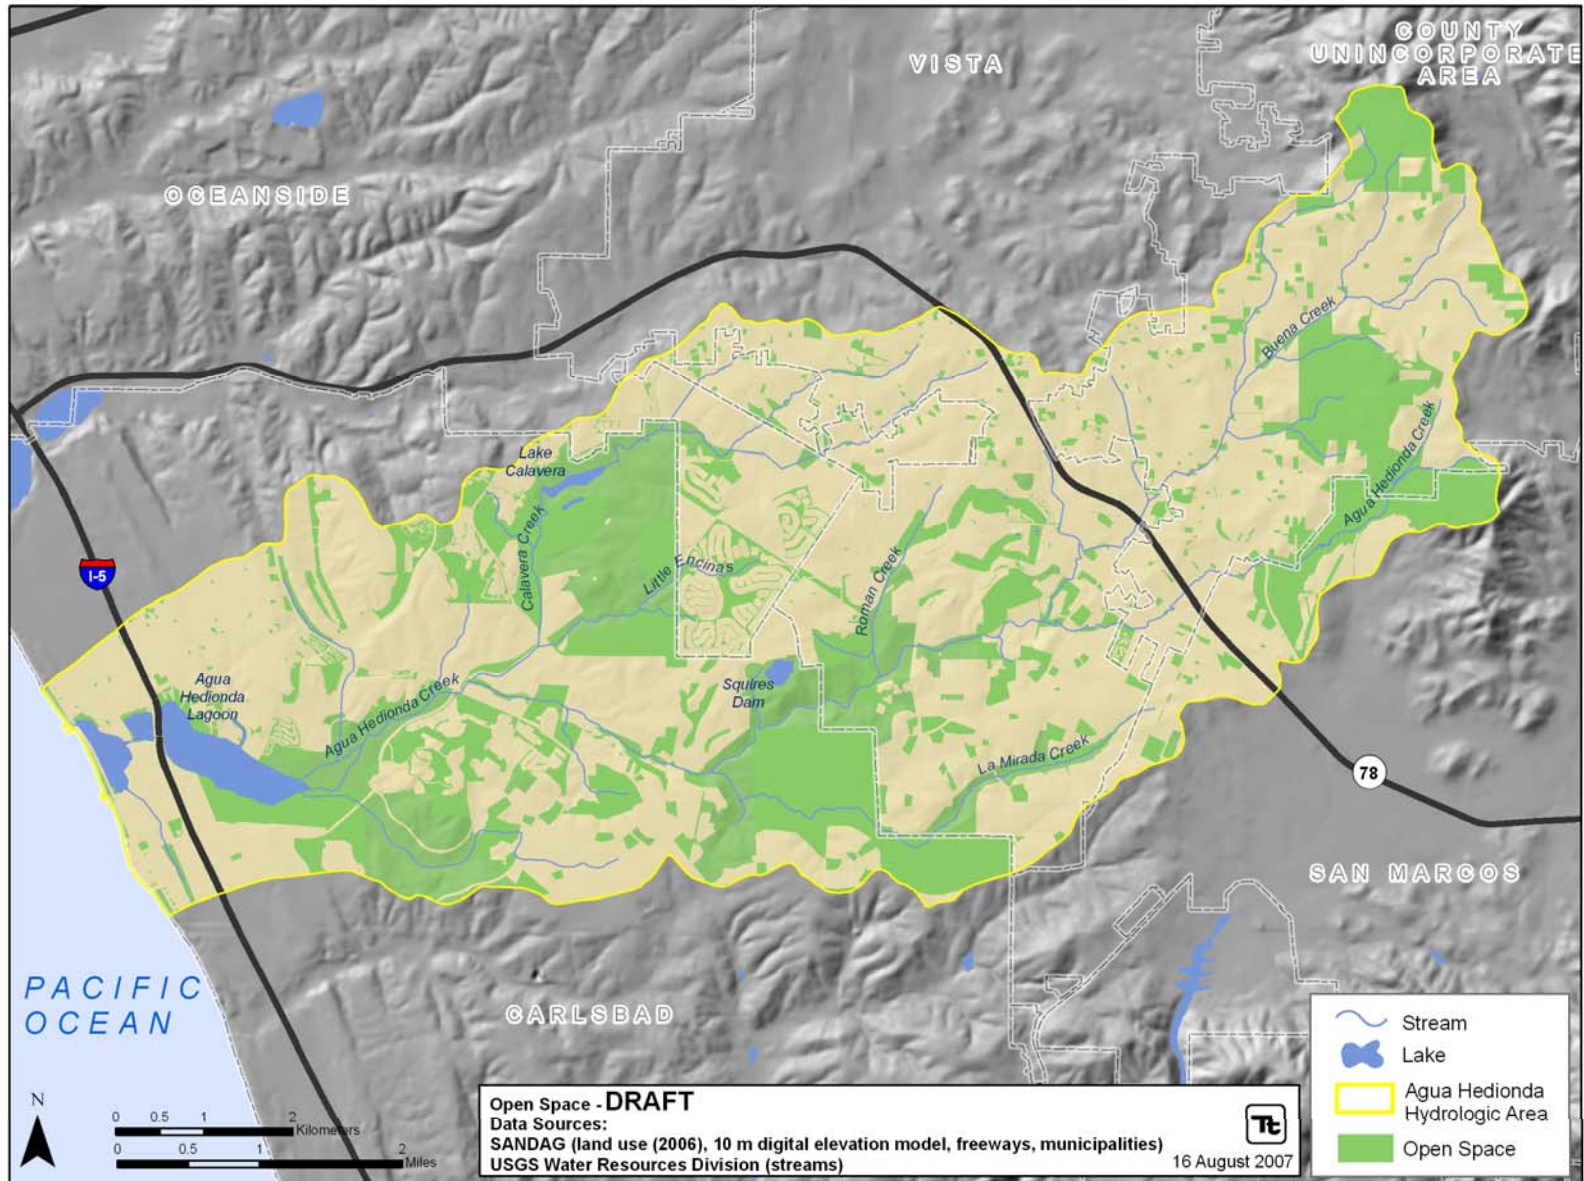 COUNTY
UNINCORPORATE
AREA
VISTA
OCEANSIDE
Buena Creek
Agua Hedionda Creek
Lake
Calavera
Calavera Creek
Little Encinas
Roman Creek
I-5
Agua
Hedionda
Lagoon
Agua Hedionda Creek
Squires
Dam
La Mirada Creek
78
SAN MARCOS
PACIFIC
OCEAN
CARLSBAD
N
0 0.5 1 2
Kilometers
0 0.5 1 2
Miles
Open Space - DRAFT
Data Sources:
SANDAG (land use (2006), 10 m digital elevation model, freeways, municipalities)
USGS Water Resources Division (streams)
Tt
16 August 2007
Stream
Lake
Agua Hedionda
Hydrologic Area
Open Space